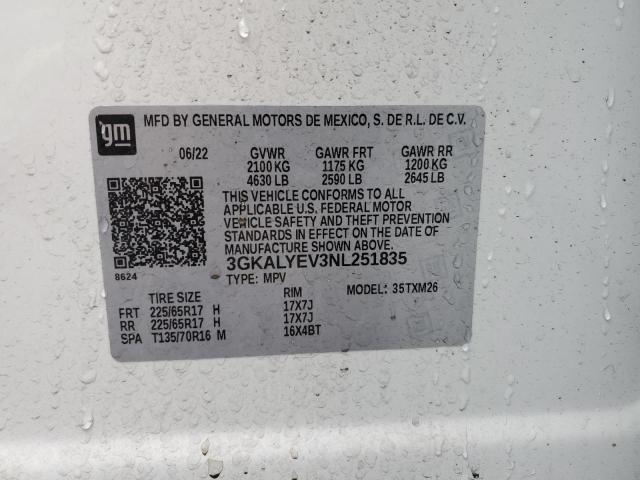 gm MFD BY GENERAL MOTORS DE MEXICO, S. DE R.L. DE C.V.
06/22 GVWR GAWR FRT GAWR RR
2100 KG 1175 KG 1200 KG
4630 LB 2590 LB 2645 LB
THIS VEHICLE CONFORMS TO ALL
APPLICABLE U.S. FEDERAL MOTOR
VEHICLE SAFETY AND THEFT PREVENTION
STANDARDS IN EFFECT ON THE DATE OF
MANUFACTURE SHOWN ABOVE.
8624 3GKALYEV3NL251835
TYPE: MPV MODEL: 35TXM26
TIRE SIZE RIM
FRT 225/65R17 H 17X7J
RR 225/65R17 H 17X7J
SPA T135/70R16 M 16X4BT